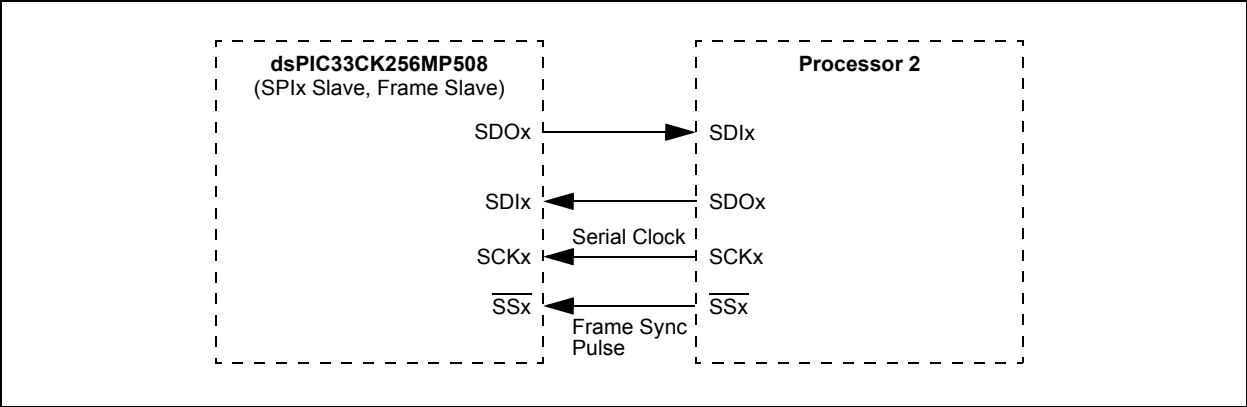 dsPIC33CK256MP508
(SPIx Slave, Frame Slave)
Processor 2
SDOx
SDIx
SDIx
SDOx
Serial Clock
SCKx
SCKx
SSx
SSx
Frame Sync
Pulse